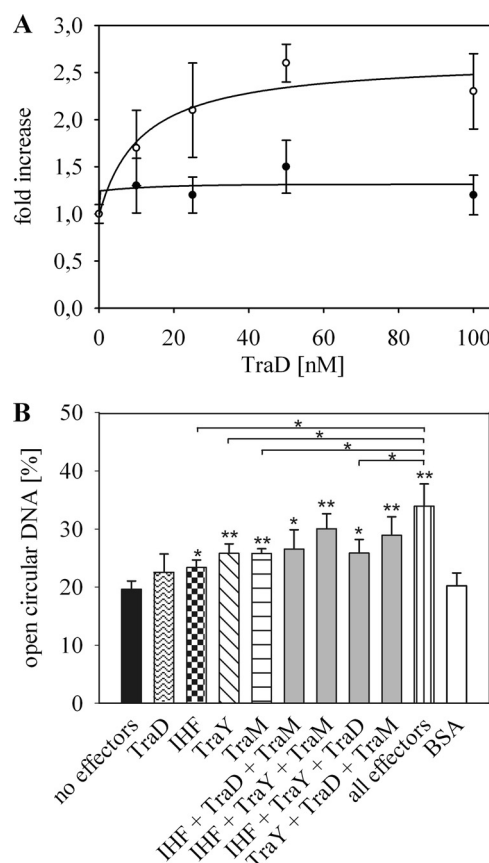 A
fold increase
3,0
2,5
2,0
1,5
1,0
0,5
0,0
0 20 40 60 80 100
TraD [nM]
B
open circular DNA [%]
50
40
30
20
10
0
*
*
*
*
* ** ** * ** * ** **
no effectors
TraD
IHF
TraY
TraM
IHF + TraD + TraM
IHF + TraY + TraM
IHF + TraY + TraD
TraY + TraD + TraM
all effectors
BSA